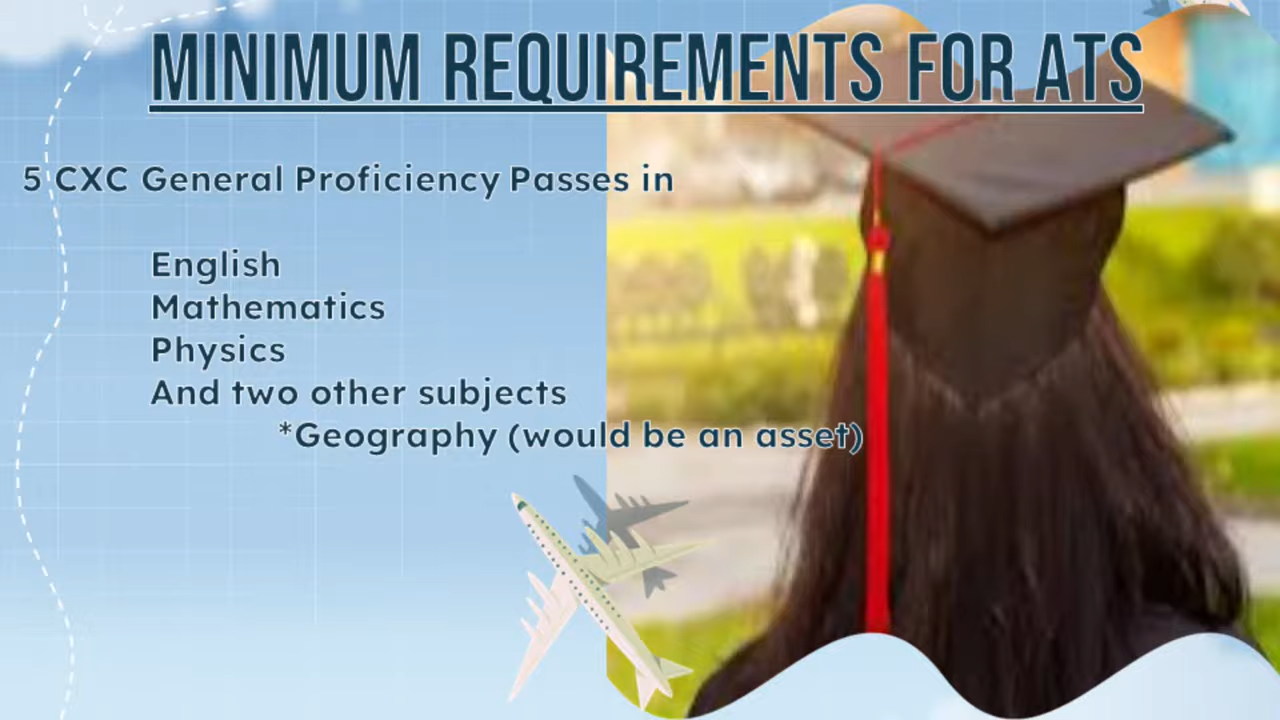 MINIMUM REQUIREMENTS FOR ATS
5 CXC General Proficiency Passes in
English
Mathematics
Physics
And two other subjects
*Geography (would be an asset)